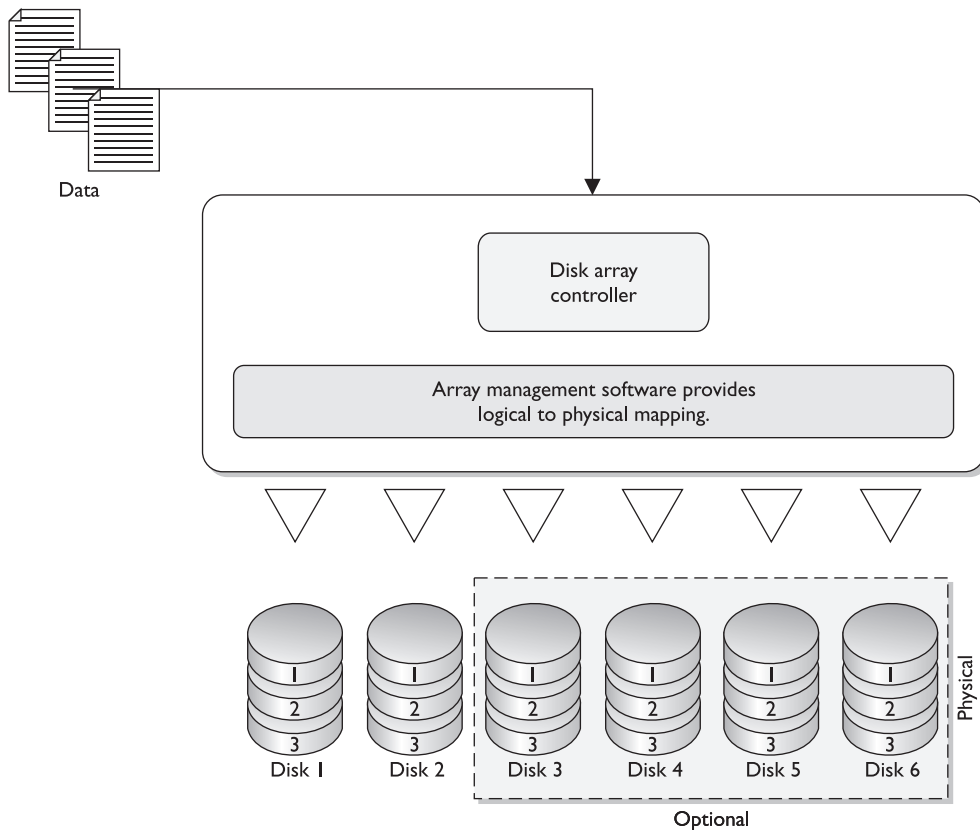 Data
Disk array
controller
Array management software provides
logical to physical mapping.
1 1 1 1 1 1
2 2 2 2 2 2
3 3 3 3 3 3
Disk 1 Disk 2 Disk 3 Disk 4 Disk 5 Disk 6
Physical
Optional